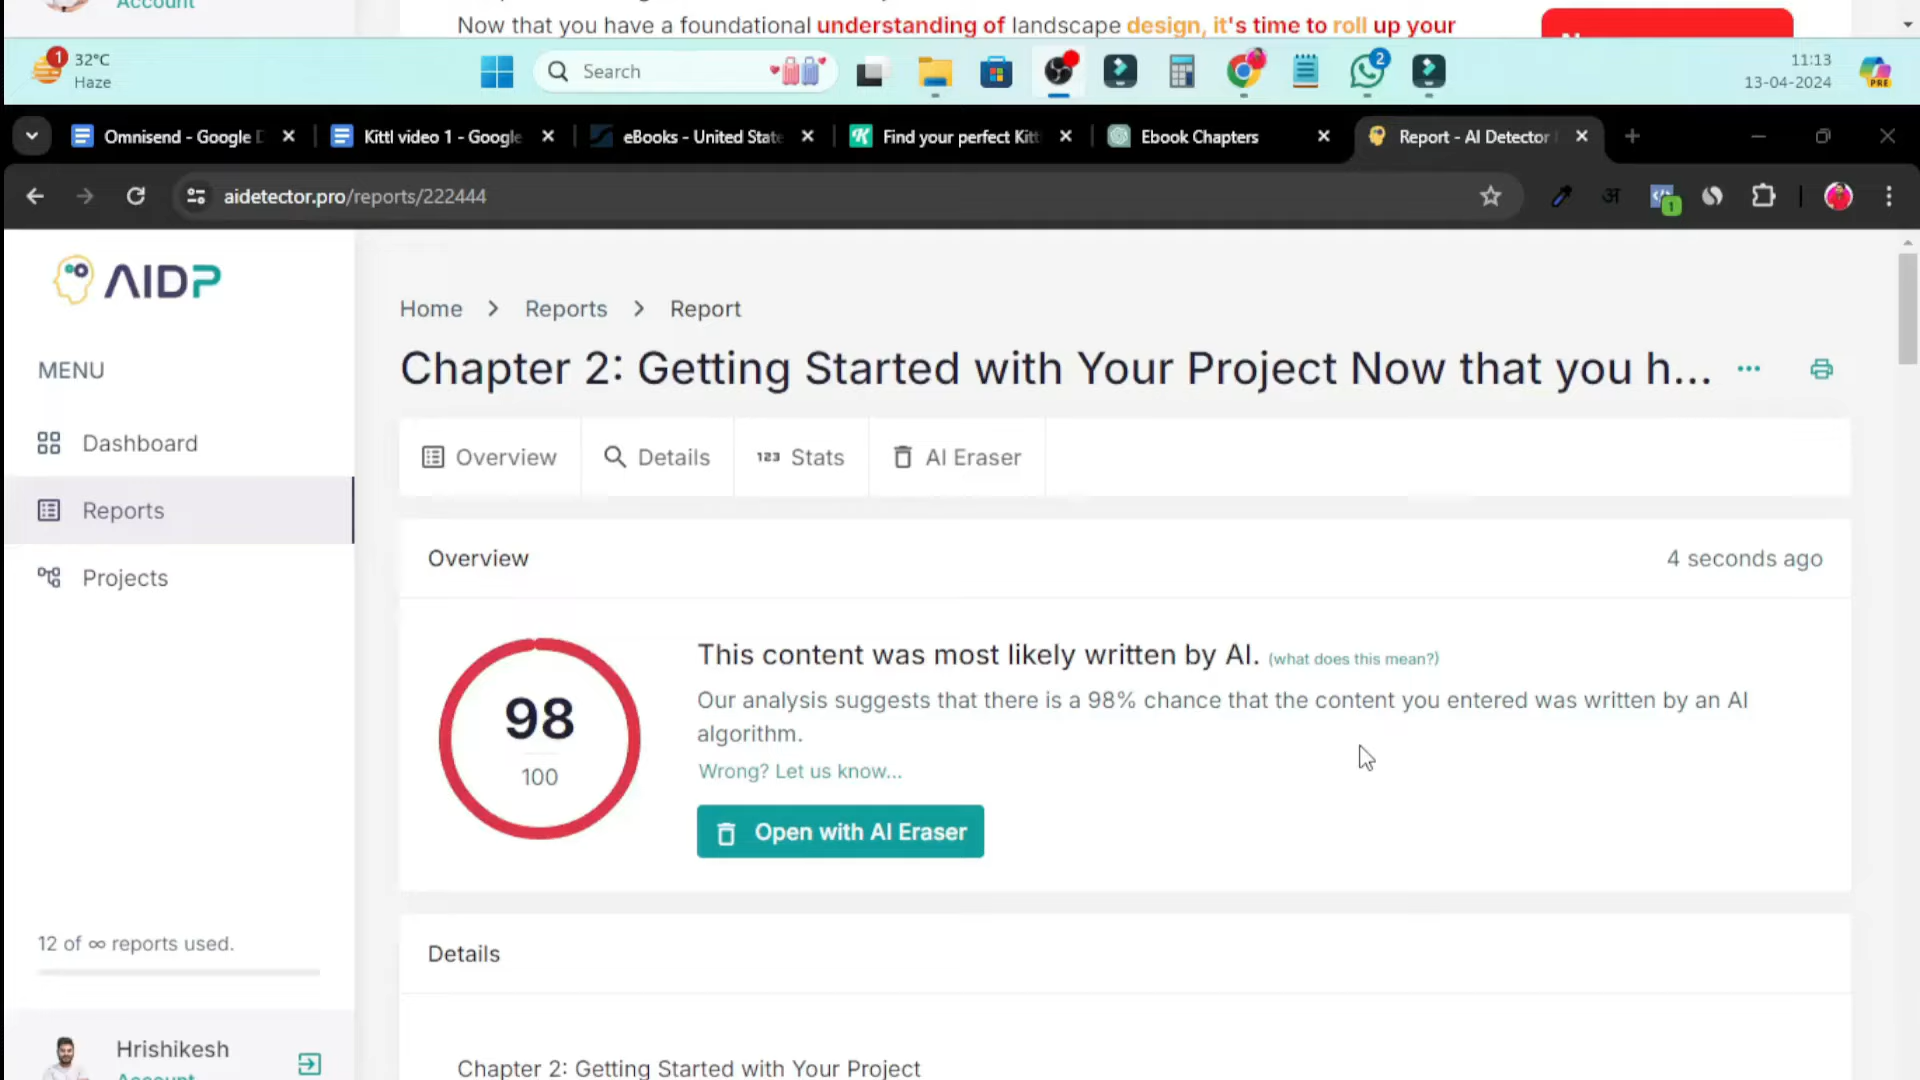 Account
Now that you have a foundational understanding of landscape design, it's time to roll up your
1
32°C
Haze
Search
2
11:13
13-04-2024
PRE
Omnisend - Google D
Kittl video 1 - Google
eBooks - United State
Find your perfect Kitt
Ebook Chapters
Report - AI Detector
aidetector.pro/reports/222444
अ
1
AIDP
MENU
Dashboard
Reports
Projects
12 of ∞ reports used.
Hrishikesh
Account
Home > Reports > Report
Chapter 2: Getting Started with Your Project Now that you h...
Overview
Details
123 Stats
AI Eraser
Overview
4 seconds ago
98
100
This content was most likely written by AI. (what does this mean?)
Our analysis suggests that there is a 98% chance that the content you entered was written by an AI
algorithm.
Wrong? Let us know...
Open with AI Eraser
Details
Chapter 2: Getting Started with Your Project